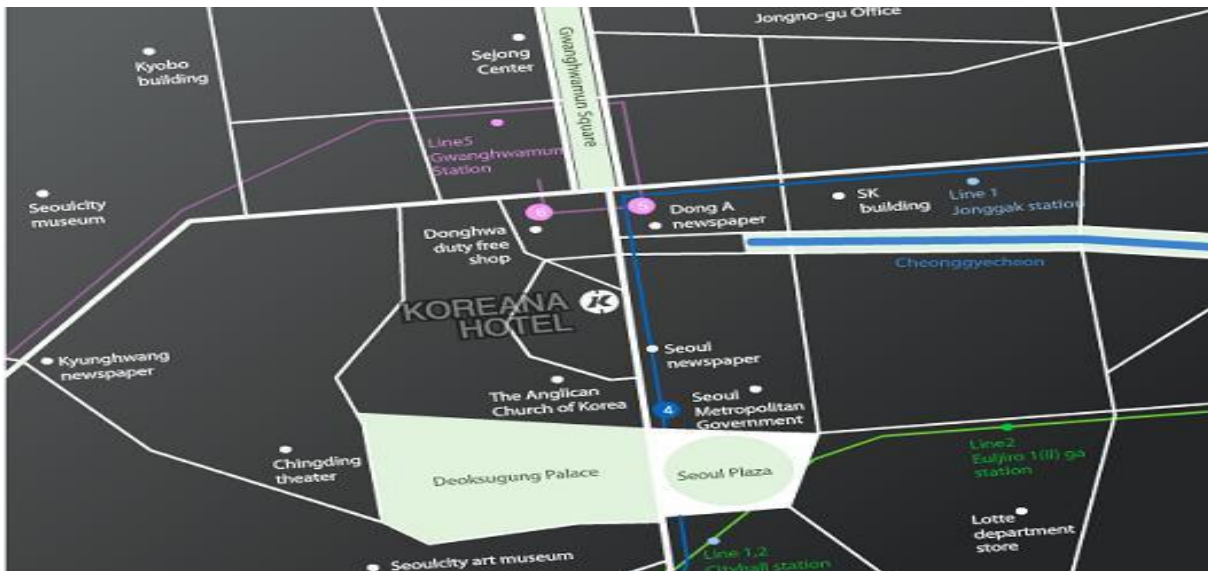 Jongno-gu Office
Kyobo
building
Sejong
Center
Gwanghwamun Square
Line5
Gwanghwamun
Station
Seoulcity
museum
6
5
Donghwa
duty free
shop
Dong A
newspaper
SK
building
Line 1
Jonggak station
Cheonggyecheon
KOREANA
HOTEL
K
Kyunghwang
newspaper
Seoul
newspaper
The Anglican
Church of Korea
4
Seoul
Metropolitan
Government
Chingding
theater
Deoksugung Palace
Seoul Plaza
Line2
Euljiro 1(Il) ga
station
Lotte
department
store
Seoulcity art museum
Line 1,2
Cityhall station